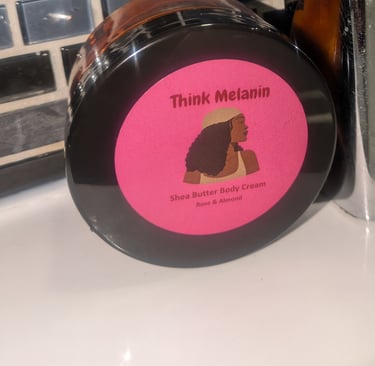 Think Melanin
Shea Butter Body Cream
Rose & Almond